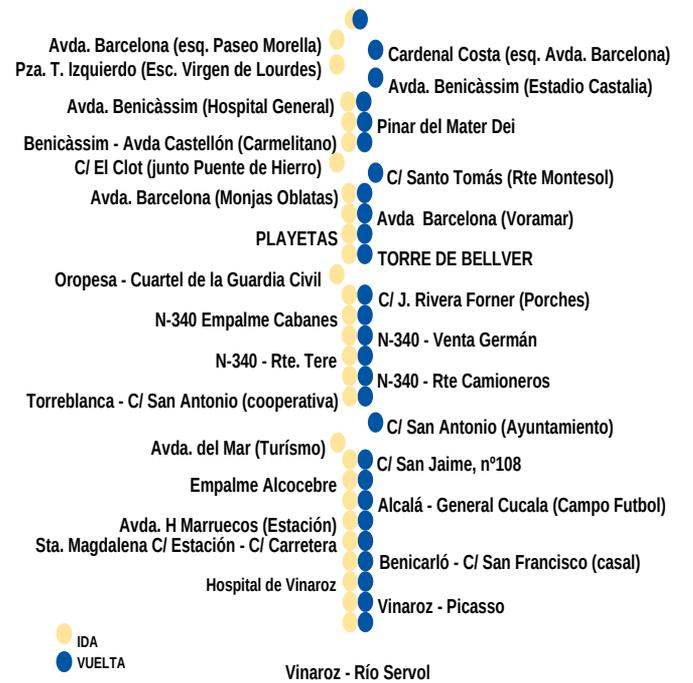 Avda. Barcelona (esq. Paseo Morella)
Cardenal Costa (esq. Avda. Barcelona)
Pza. T. Izquierdo (Esc. Virgen de Lourdes)
Avda. Benicàssim (Estadio Castalia)
Avda. Benicàssim (Hospital General)
Pinar del Mater Dei
Benicàssim - Avda Castellón (Carmelitano)
C/ El Clot (junto Puente de Hierro)
C/ Santo Tomás (Rte Montesol)
Avda. Barcelona (Monjas Oblatas)
Avda Barcelona (Voramar)
PLAYETAS
TORRE DE BELLVER
Oropesa - Cuartel de la Guardia Civil
C/ J. Rivera Forner (Porches)
N-340 Empalme Cabanes
N-340 - Venta Germán
N-340 - Rte. Tere
N-340 - Rte Camioneros
Torreblanca - C/ San Antonio (cooperativa)
C/ San Antonio (Ayuntamiento)
Avda. del Mar (Turísmo)
C/ San Jaime, nº108
Empalme Alcocebre
Alcalá - General Cucala (Campo Futbol)
Avda. H Marruecos (Estación)
Sta. Magdalena C/ Estación - C/ Carretera
Benicarló - C/ San Francisco (casal)
Hospital de Vinaroz
Vinaroz - Picasso
IDA
VUELTA
Vinaroz - Río Servol